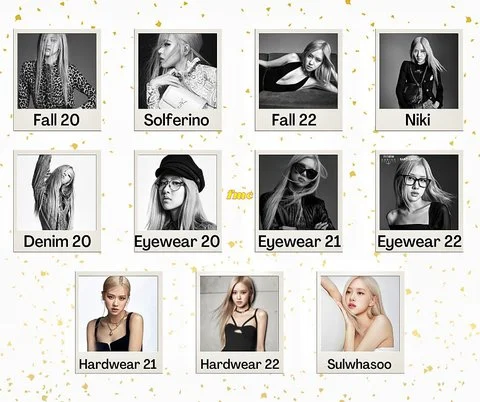 Fall 20
Solferino
Fall 22
Niki
Denim 20
Eyewear 20
fmc
Eyewear 21
Eyewear 22
Hardwear 21
Hardwear 22
Sulwhasoo